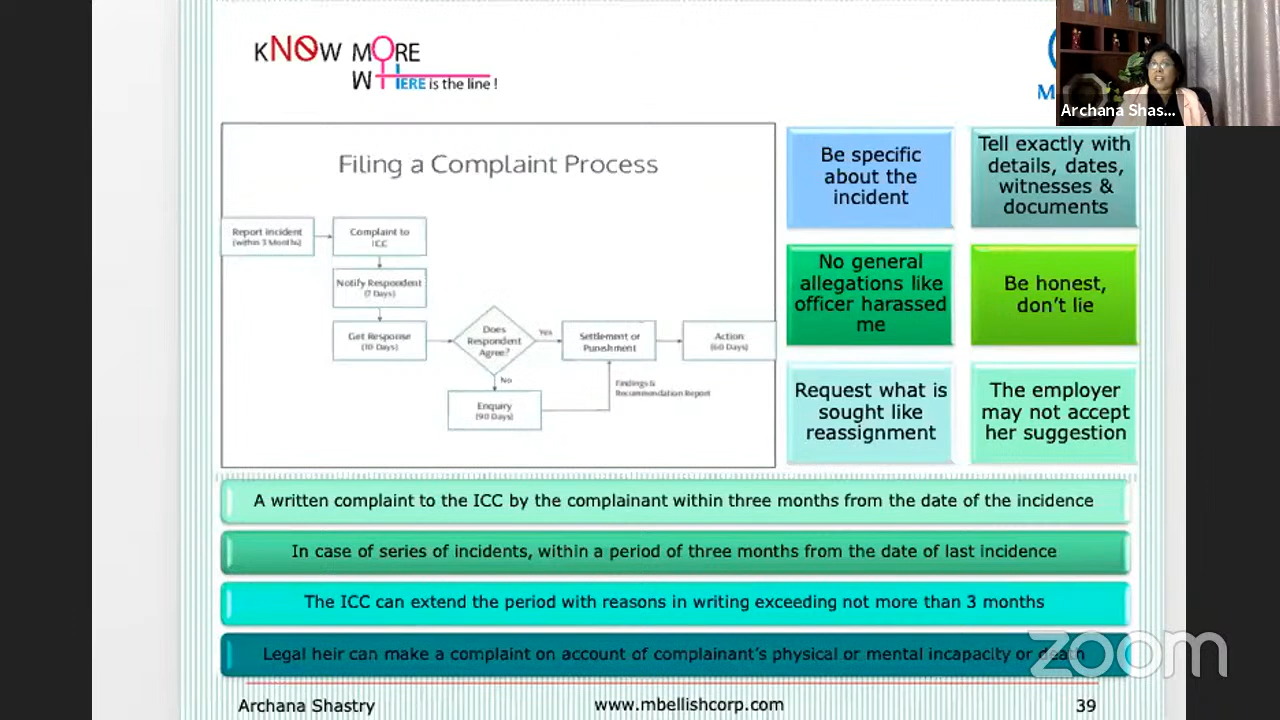 KNOW MORE
WHERE is the line !
M
Archana Shas...
Filing a Complaint Process
Report Incident
(within 3 Months)
Complaint to
ICC
Notify Respondent
(7 Days)
Get Response
(10 Days)
Does
Respondent
Agree?
Yes
No
Settlement or
Punishment
Action
(60 Days)
Findings &
Recommendation Report
Enquiry
(90 Days)
Be specific
about the
incident
Tell exactly with
details, dates,
witnesses &
documents
No general
allegations like
officer harassed
me
Be honest,
don't lie
Request what is
sought like
reassignment
The employer
may not accept
her suggestion
A written complaint to the ICC by the complainant within three months from the date of the incidence
In case of series of incidents, within a period of three months from the date of last incidence
The ICC can extend the period with reasons in writing exceeding not more than 3 months
Legal heir can make a complaint on account of complainant's physical or mental incapacity or death
zoom
Archana Shastry
www.mbellishcorp.com
39